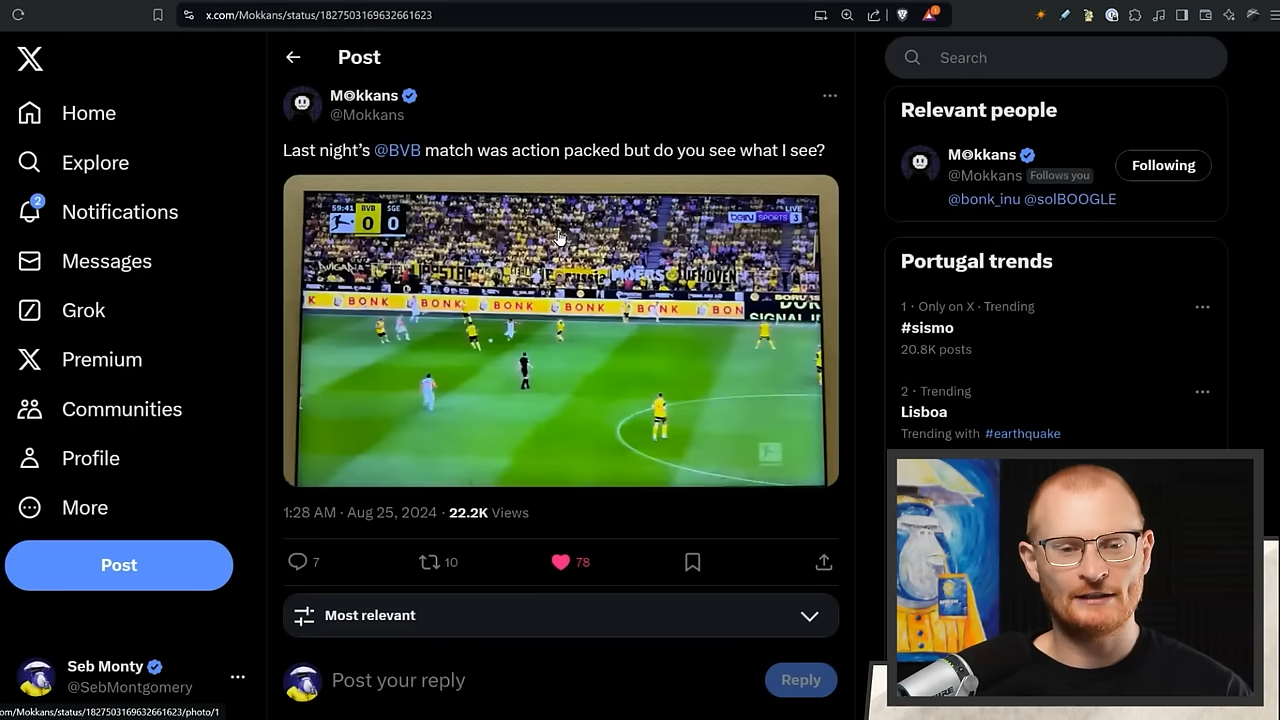 x.com/Mokkans/status/1827503169632661623
Home
Explore
2
Notifications
Messages
Grok
Premium
Communities
Profile
More
Post
Seb Monty
@SebMontgomery
om/Mokkans/status/1827503169632661623/photo/1
Post
M⊙kkans
@Mokkans
Last night's @BVB match was action packed but do you see what I see?
59:41 BVB SGE
0 0
LIVE
beIN SPORTS 3
Borussia MOERS
K BONK BONK BONK BONK BONK BON
SIGNAL I
1:28 AM · Aug 25, 2024 · 22.2K Views
7 10 78
Most relevant
Post your reply
Reply
Search
Relevant people
M⊙kkans
@Mokkans Follows you
Following
@bonk_inu @solBOOGLE
Portugal trends
1 · Only on X · Trending
#sismo
20.8K posts
2 · Trending
Lisboa
Trending with #earthquake